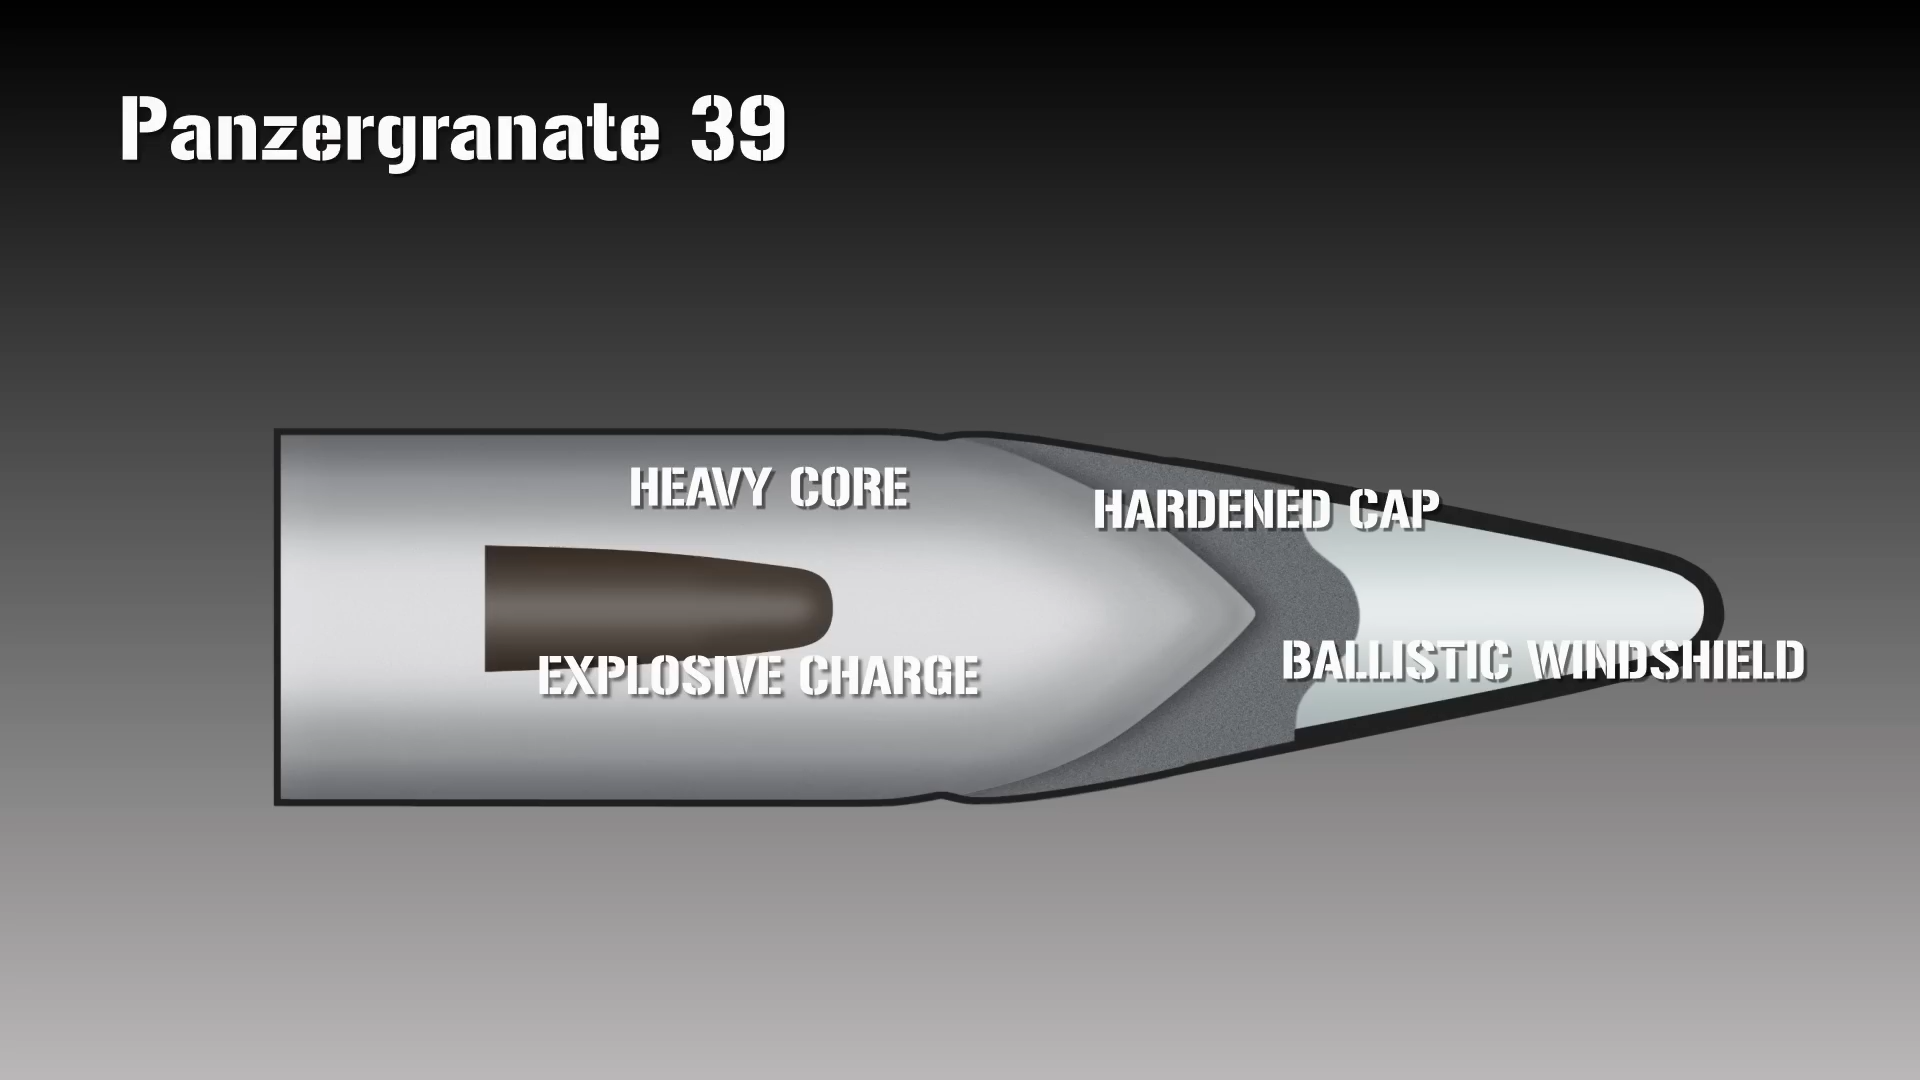 Panzergranate 39
HEAVY CORE
HARDENED CAP
EXPLOSIVE CHARGE
BALLISTIC WINDSHIELD